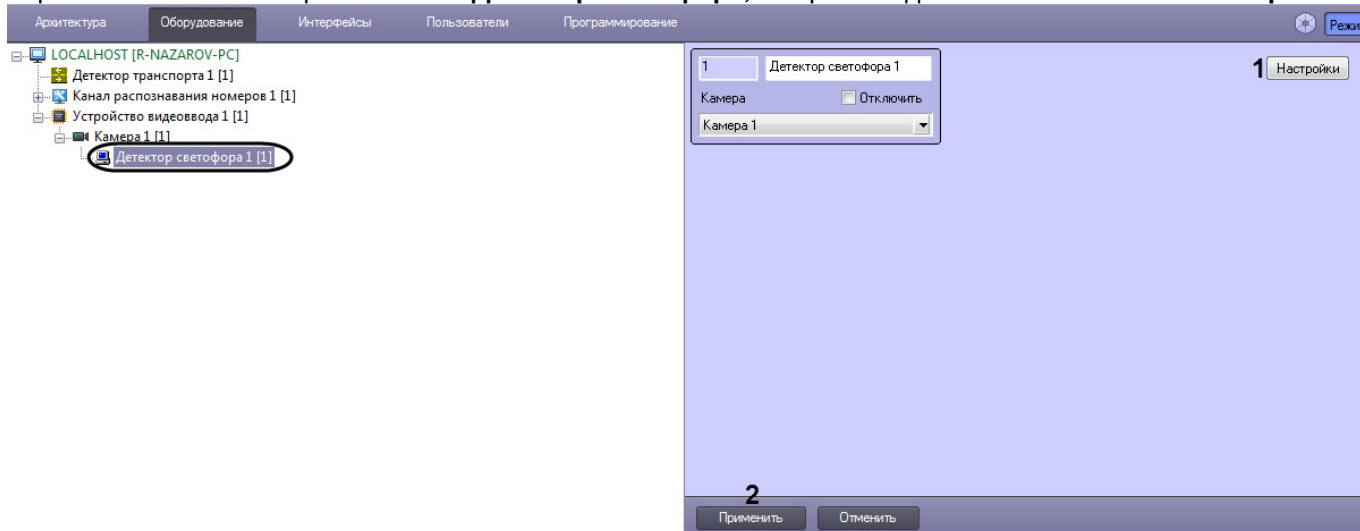 Архитектура Оборудование Интерфейсы Пользователи Программирование
LOCALHOST [R-NAZAROV-PC]
Детектор транспорта 1 [1]
Канал распознавания номеров 1 [1]
Устройство видеоввода 1 [1]
Камера 1 [1]
Детектор светофора 1 [1]
1 Детектор светофора 1
Камера Отключить
Камера 1
1 Настройки
2
Применить Отменить